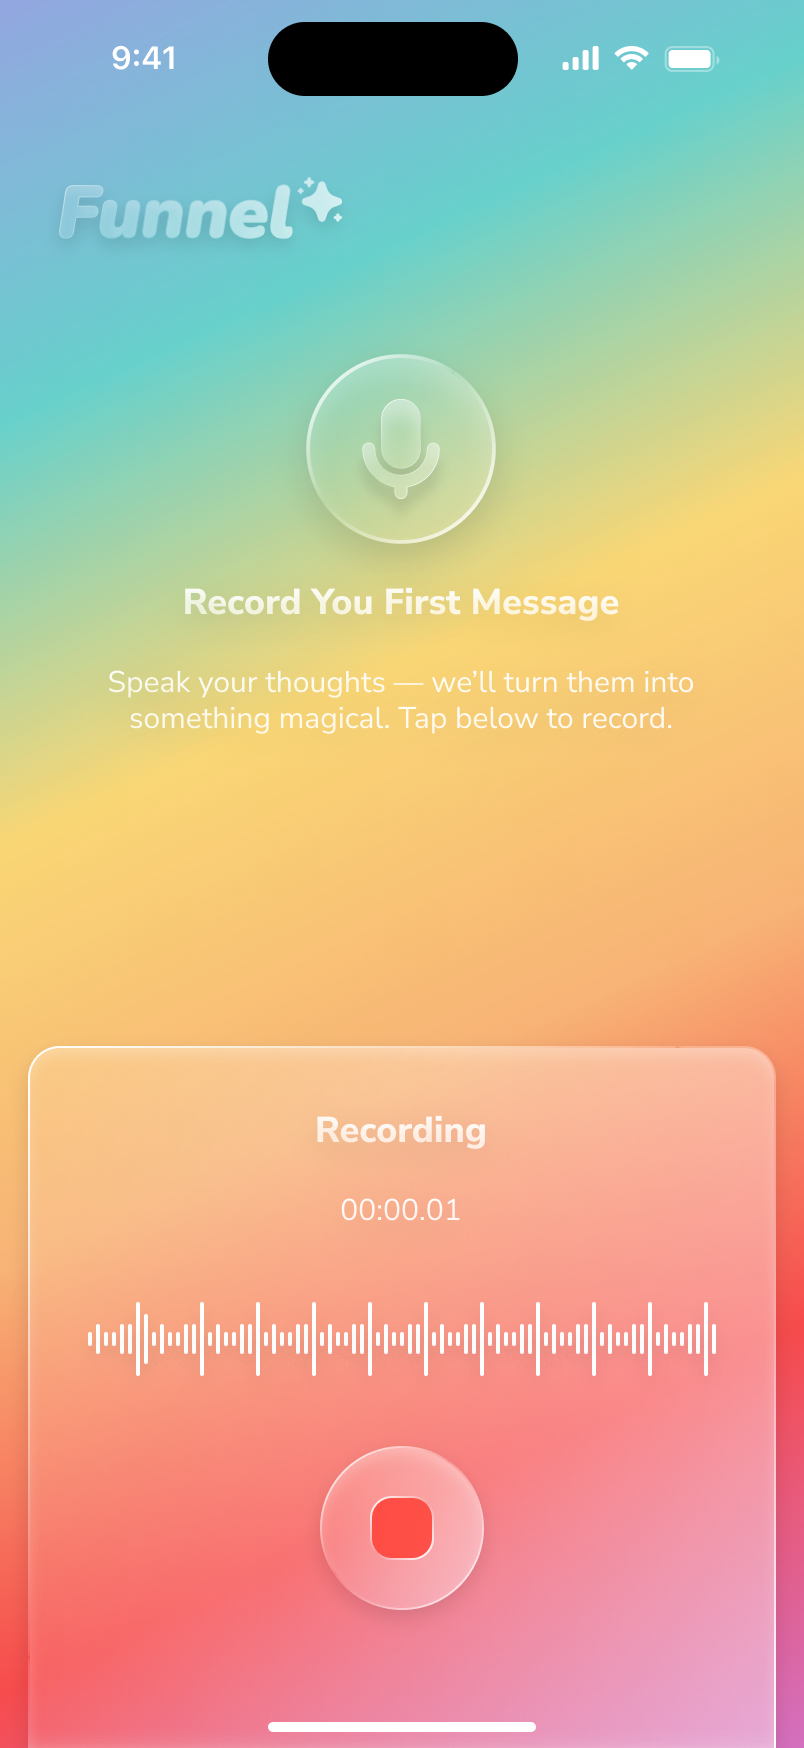 9:41
Funnel
Record You First Message
Speak your thoughts — we’ll turn them into
something magical. Tap below to record.
Recording
00:00.01